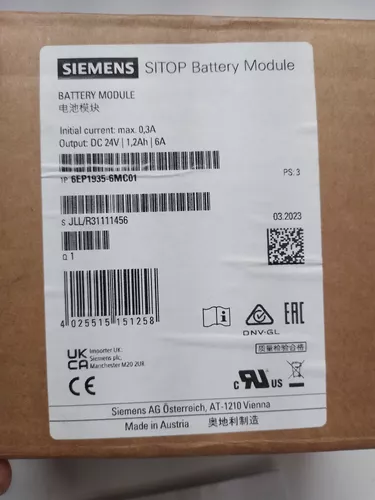 SIEMENS SITOP Battery Module
BATTERY MODULE
电池模块
Initial current: max. 0,3A
Output: DC 24V | 1,2Ah | 6A
1P 6EP1935-6MC01
PS: 3
S JLL/R31111456
03.2023
Q 1
4 025515 151258
DNV·GL
EAC
质量检验合格
UK
CA
Importer UK:
Siemens plc,
Manchester M20 2UR
CE
c RU US
Siemens AG Österreich, AT-1210 Vienna
Made in Austria 奥地利制造